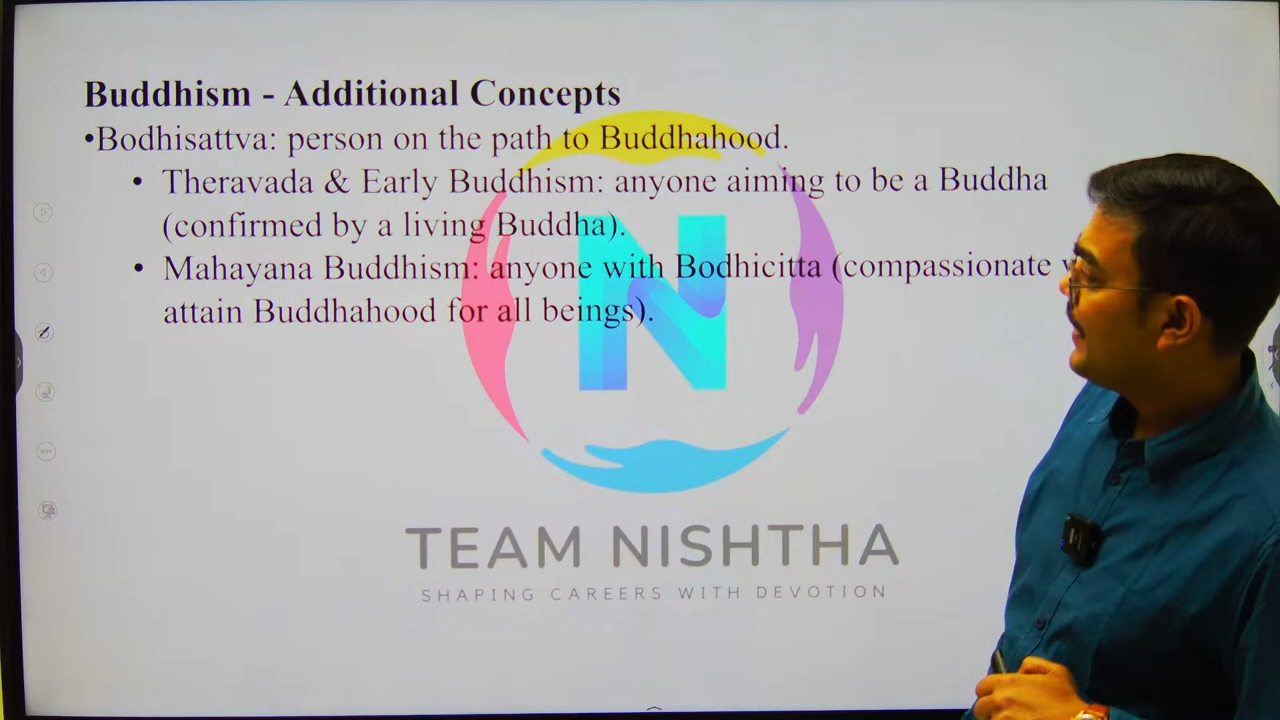 Buddhism - Additional Concepts
•Bodhisattva: person on the path to Buddhahood.
• Theravada & Early Buddhism: anyone aiming to be a Buddha
(confirmed by a living Buddha).
• Mahayana Buddhism: anyone with Bodhicitta (compassionate
attain Buddhahood for all beings).
N
TEAM NISHTHA
SHAPING CAREERS WITH DEVOTION